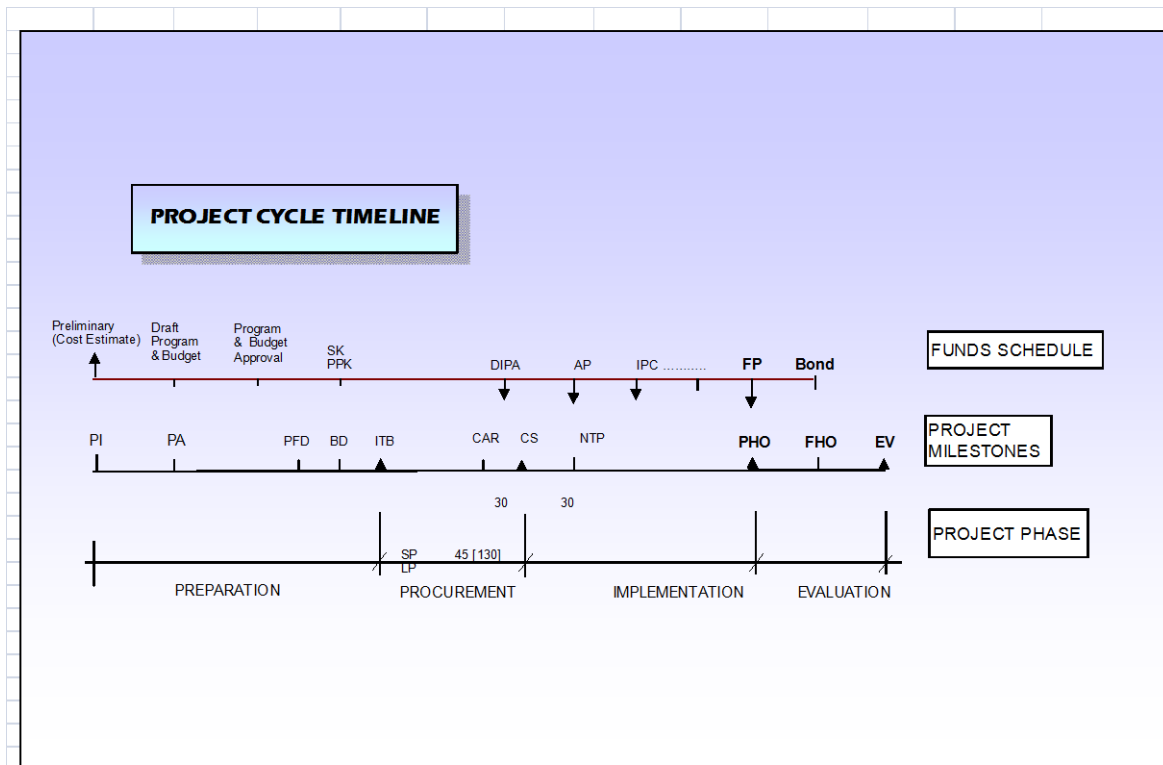 PROJECT CYCLE TIMELINE
Preliminary
(Cost Estimate)
Draft
Program
& Budget
Program
& Budget
Approval
SK
PPK
DIPA
AP
IPC ..........
FP
Bond
FUNDS SCHEDULE
PI
PA
PFD
BD
ITB
CAR
CS
NTP
PHO
FHO
EV
PROJECT
MILESTONES
30
30
PROJECT PHASE
SP
LP
45 [130]
PREPARATION
PROCUREMENT
IMPLEMENTATION
EVALUATION